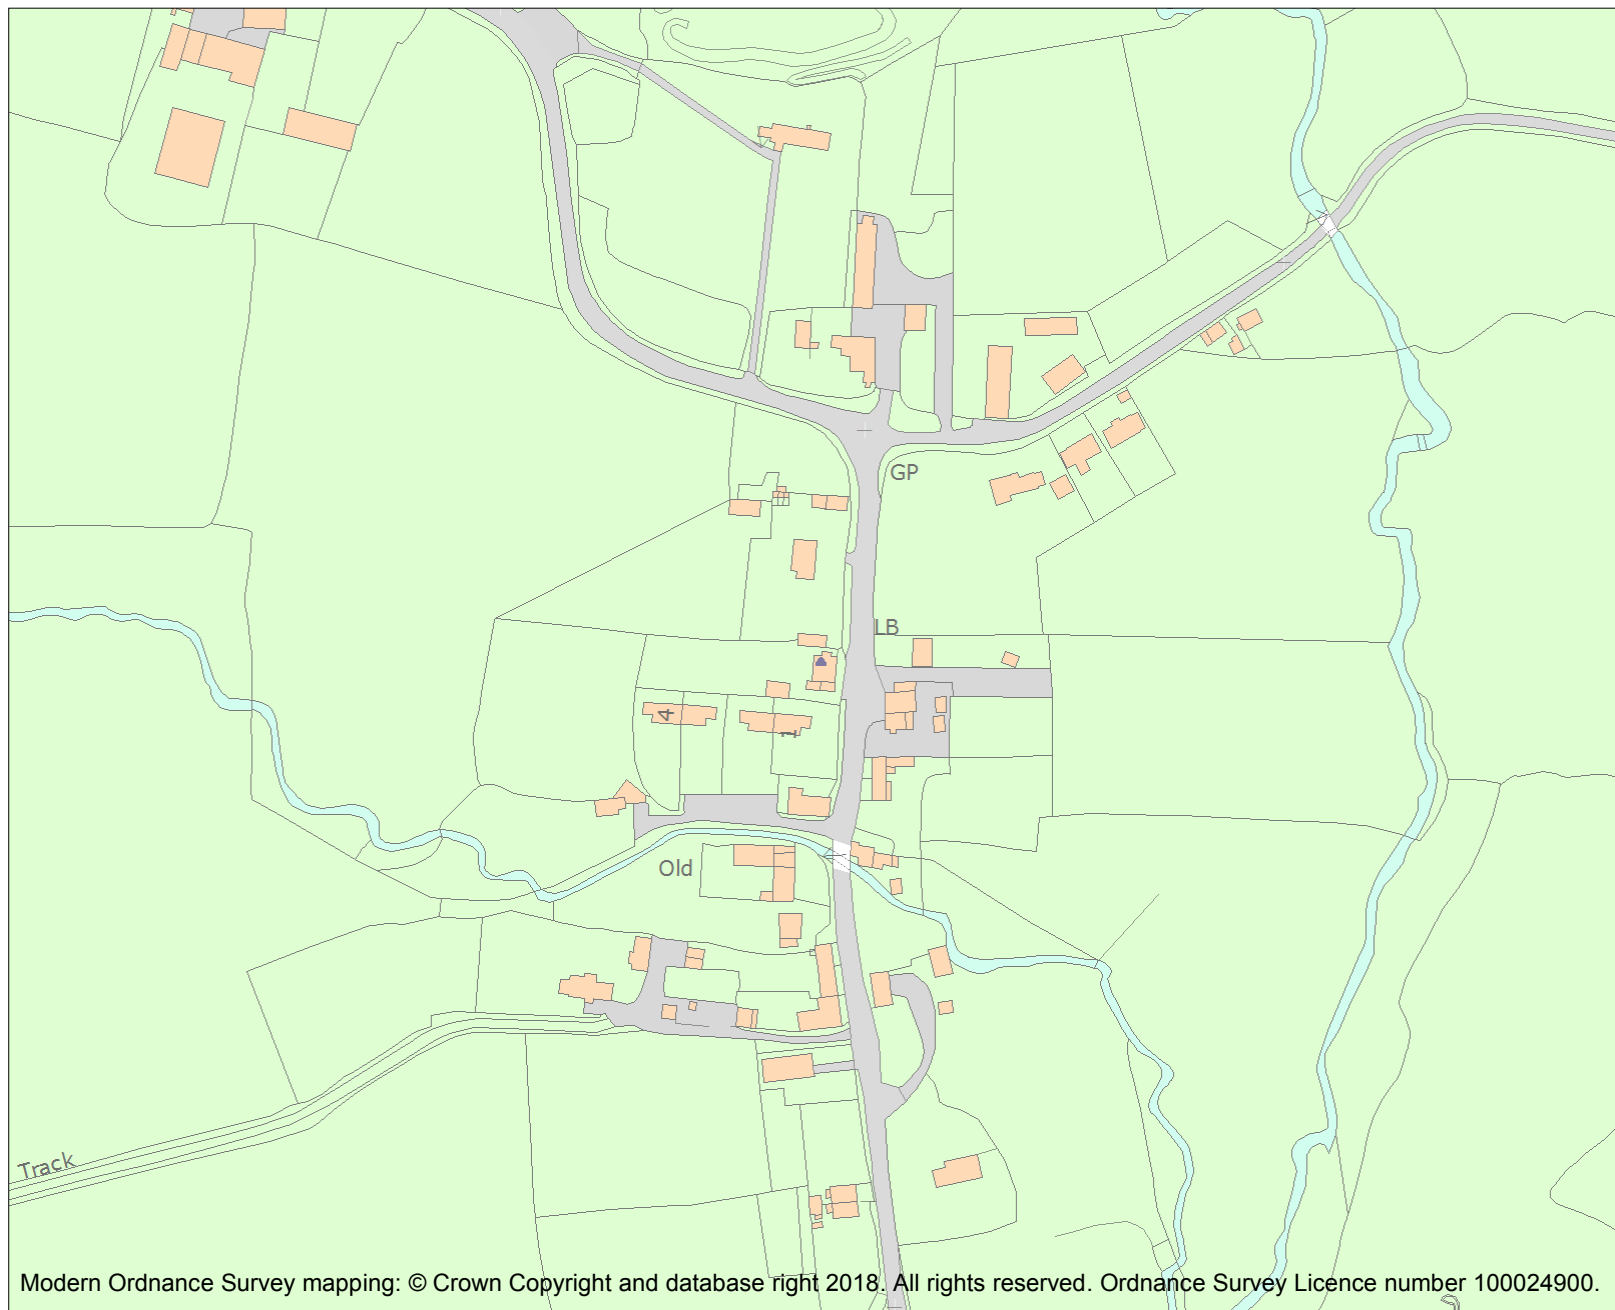 GP
LB
4
1
Old
Track
Modern Ordnance Survey mapping: © Crown Copyright and database right 2018. All rights reserved. Ordnance Survey Licence number 100024900.